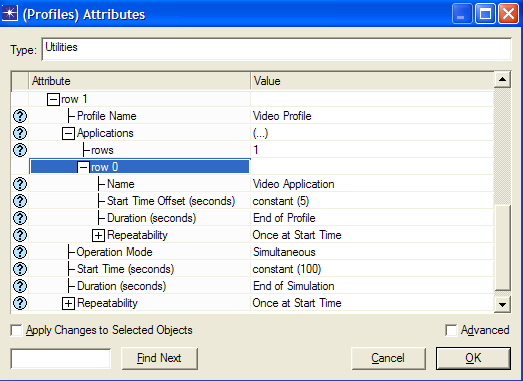 (Profiles) Attributes
Type: Utilities
Attribute Value
row 1
Profile Name Video Profile
Applications (...)
rows 1
row 0
Name Video Application
Start Time Offset (seconds) constant (5)
Duration (seconds) End of Profile
Repeatability Once at Start Time
Operation Mode Simultaneous
Start Time (seconds) constant (100)
Duration (seconds) End of Simulation
Repeatability Once at Start Time
Apply Changes to Selected Objects Advanced
Find Next Cancel OK